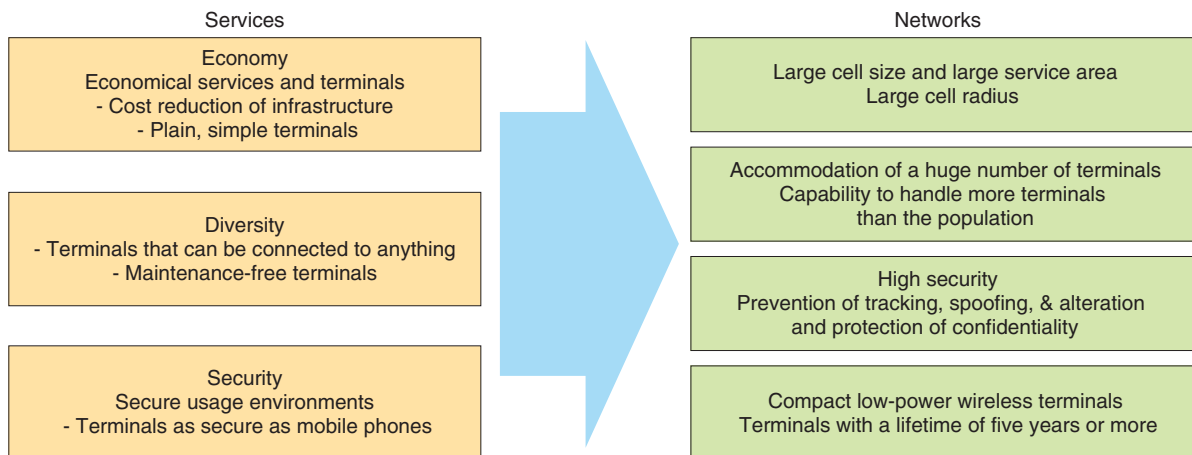 Services
Economy
Economical services and terminals
- Cost reduction of infrastructure
- Plain, simple terminals
Diversity
- Terminals that can be connected to anything
- Maintenance-free terminals
Security
Secure usage environments
- Terminals as secure as mobile phones
Networks
Large cell size and large service area
Large cell radius
Accommodation of a huge number of terminals
Capability to handle more terminals
than the population
High security
Prevention of tracking, spoofing, & alteration
and protection of confidentiality
Compact low-power wireless terminals
Terminals with a lifetime of five years or more